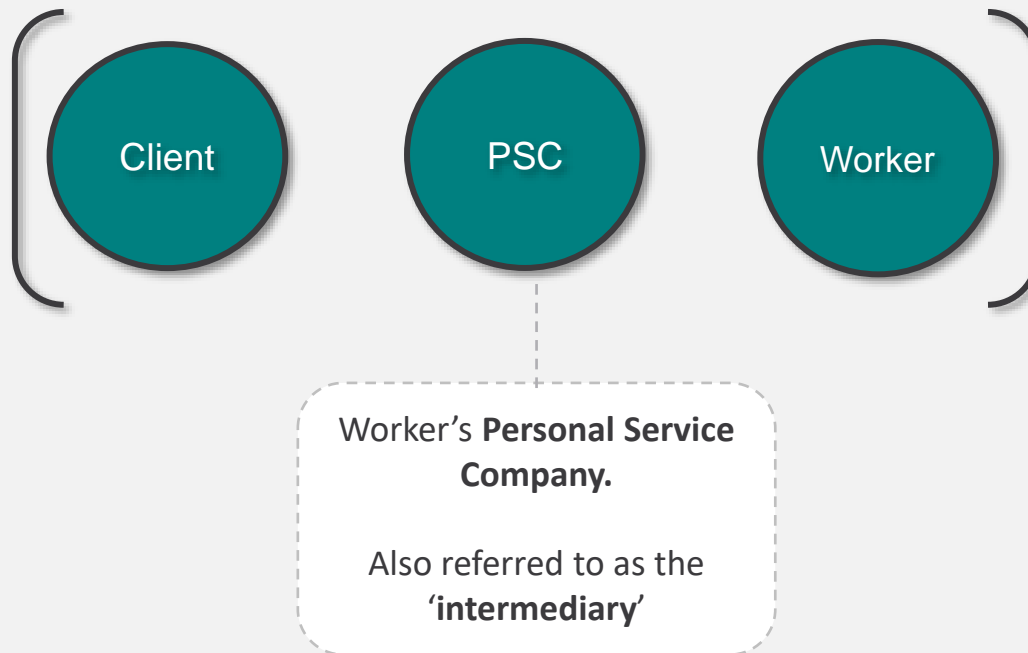 Client
PSC
Worker
Worker’s Personal Service
Company.
Also referred to as the
‘intermediary’